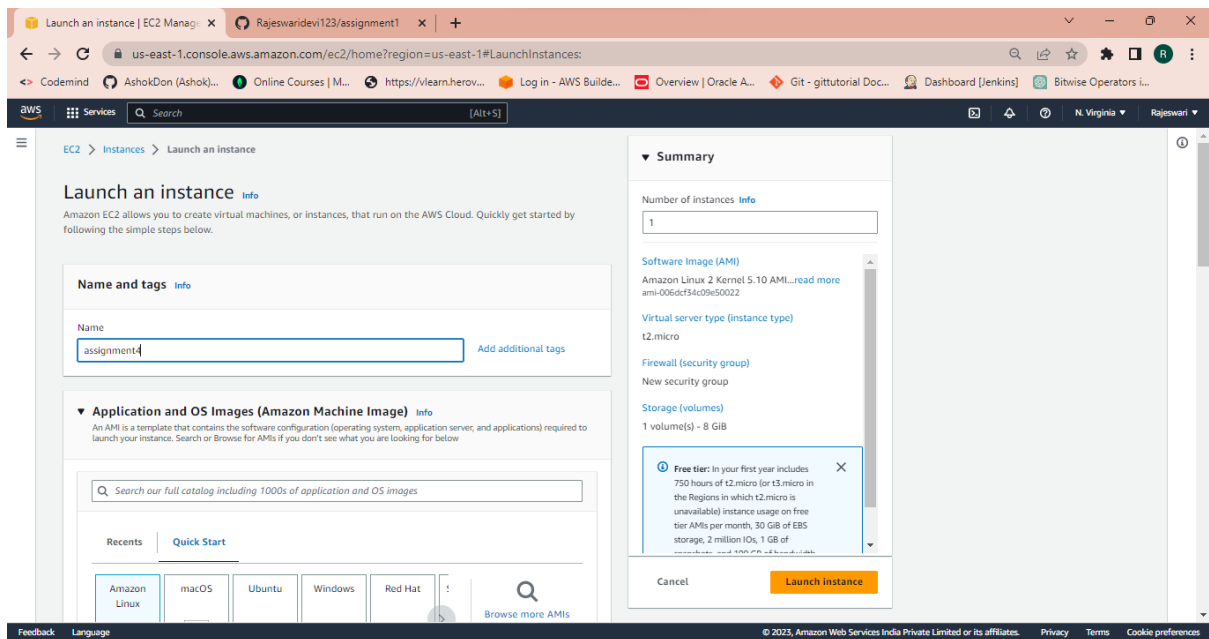 Launch an instance | EC2 Manage
Rajeswaridevi123/assignment1
us-east-1.console.aws.amazon.com/ec2/home?region=us-east-1#LaunchInstances:
R
Codemind
AshokDon (Ashok)...
Online Courses | M...
https://vlearn.herov...
Log in - AWS Builde...
Overview | Oracle A...
Git - gittutorial Doc...
Dashboard [Jenkins]
Bitwise Operators i...
aws
Services
Search
[Alt+S]
N. Virginia ▼
Rajeswari ▼
EC2 > Instances > Launch an instance
Launch an instance Info
Amazon EC2 allows you to create virtual machines, or instances, that run on the AWS Cloud. Quickly get started by
following the simple steps below.
Name and tags Info
Name
assignment4
Add additional tags
▼ Application and OS Images (Amazon Machine Image) Info
An AMI is a template that contains the software configuration (operating system, application server, and applications) required to
launch your instance. Search or Browse for AMIs if you don't see what you are looking for below
Search our full catalog including 1000s of application and OS images
Recents
Quick Start
Amazon
Linux
macOS
Ubuntu
Windows
Red Hat
Browse more AMIs
▼ Summary
Number of instances Info
1
Software Image (AMI)
Amazon Linux 2 Kernel 5.10 AMI...read more
ami-006dcf34c09e50022
Virtual server type (instance type)
t2.micro
Firewall (security group)
New security group
Storage (volumes)
1 volume(s) - 8 GiB
Free tier: In your first year includes
750 hours of t2.micro (or t3.micro in
the Regions in which t2.micro is
unavailable) instance usage on free
tier AMIs per month, 30 GiB of EBS
storage, 2 million IOs, 1 GB of
snapshots, and 100 GB of bandwidth
Cancel
Launch instance
Feedback
Language
© 2023, Amazon Web Services India Private Limited or its affiliates.
Privacy
Terms
Cookie preferences